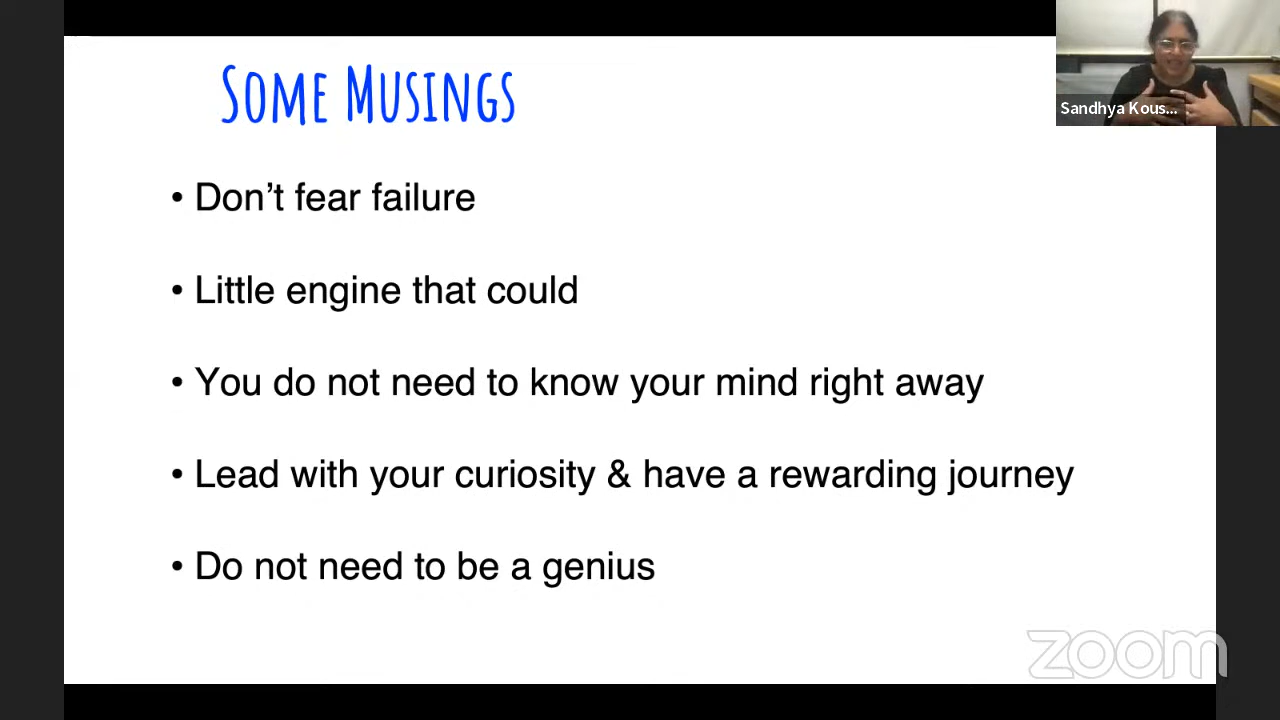 SOME MUSINGS
Sandhya Kous...
• Don’t fear failure
• Little engine that could
• You do not need to know your mind right away
• Lead with your curiosity & have a rewarding journey
• Do not need to be a genius
zoom